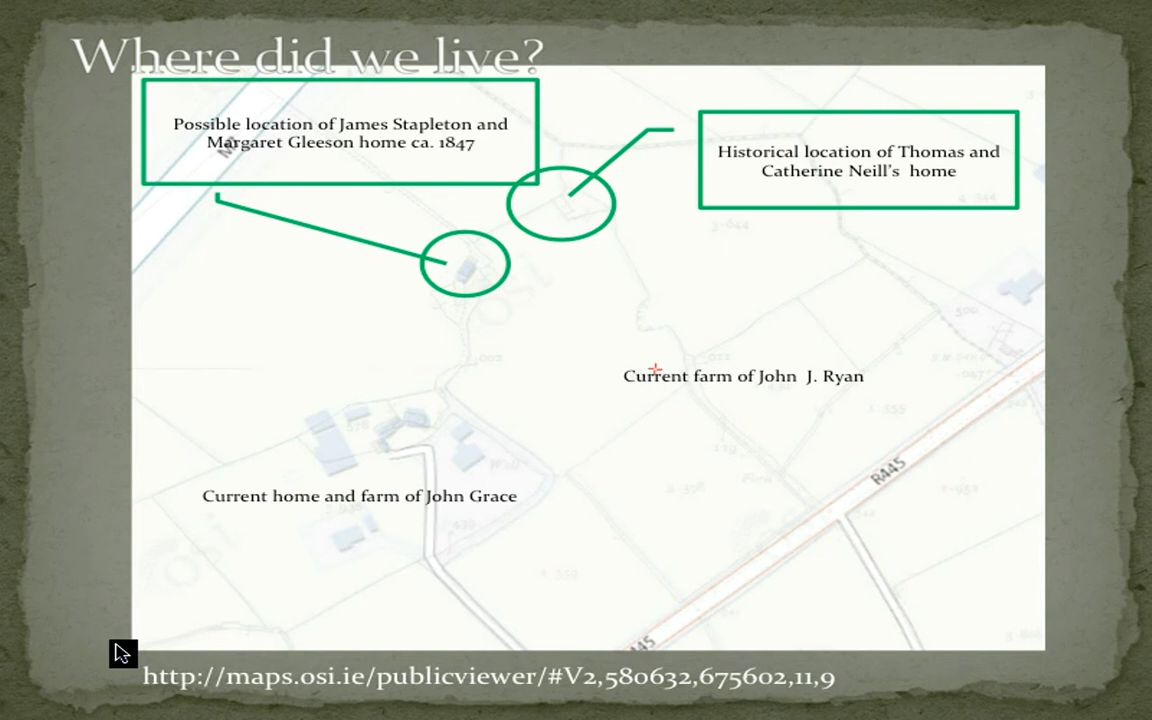 Where did we live?
Possible location of James Stapleton and
Margaret Gleeson home ca. 1847
Historical location of Thomas and
Catherine Neill's  home
Current farm of John  J. Ryan
R445
Current home and farm of John Grace
http://maps.osi.ie/publicviewer/#V2,580632,675602,11,9